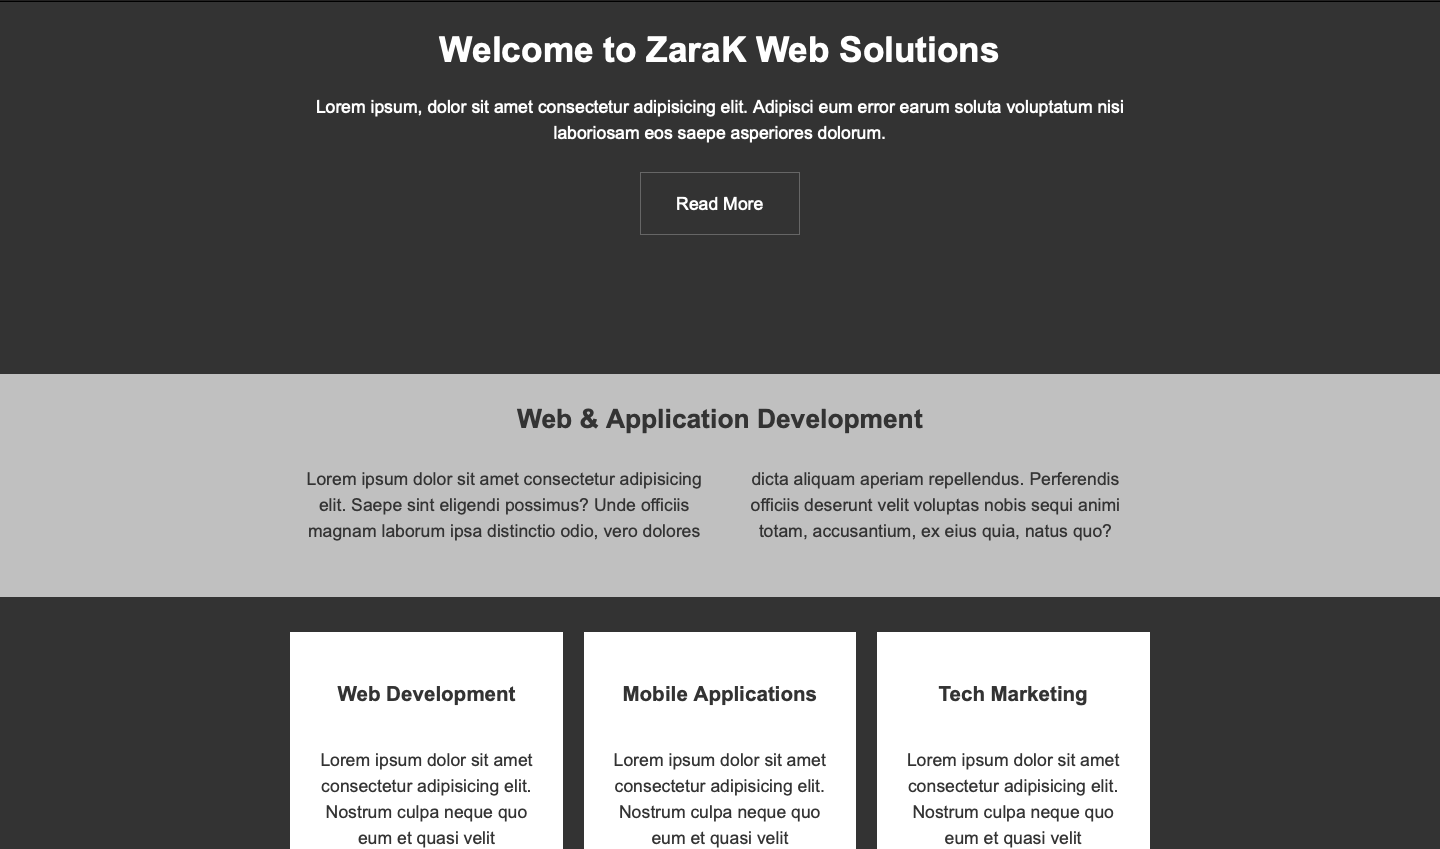 Welcome to ZaraK Web Solutions
Lorem ipsum, dolor sit amet consectetur adipisicing elit. Adipisci eum error earum soluta voluptatum nisi
laboriosam eos saepe asperiores dolorum.
Read More
Web & Application Development
Lorem ipsum dolor sit amet consectetur adipisicing
elit. Saepe sint eligendi possimus? Unde officiis
magnam laborum ipsa distinctio odio, vero dolores
dicta aliquam aperiam repellendus. Perferendis
officiis deserunt velit voluptas nobis sequi animi
totam, accusantium, ex eius quia, natus quo?
Web Development
Lorem ipsum dolor sit amet
consectetur adipisicing elit.
Nostrum culpa neque quo
eum et quasi velit
Mobile Applications
Lorem ipsum dolor sit amet
consectetur adipisicing elit.
Nostrum culpa neque quo
eum et quasi velit
Tech Marketing
Lorem ipsum dolor sit amet
consectetur adipisicing elit.
Nostrum culpa neque quo
eum et quasi velit